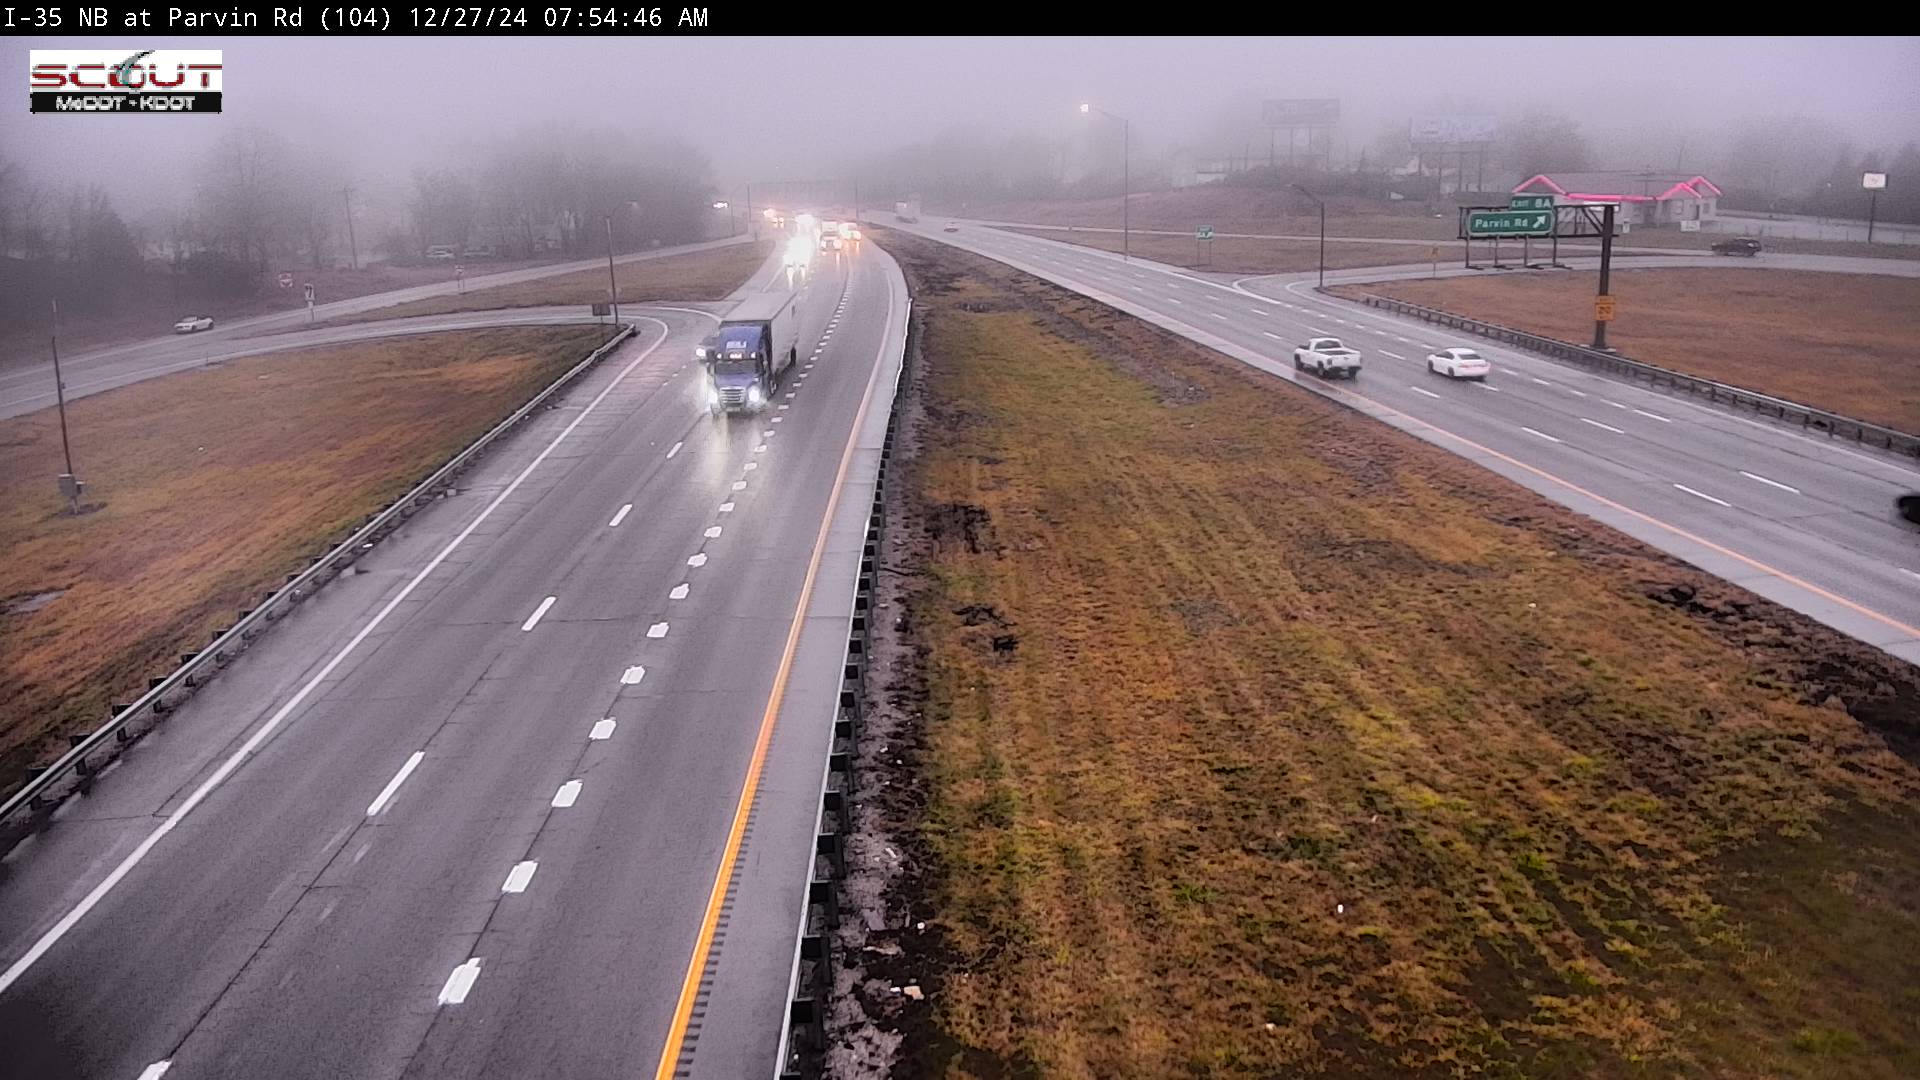 I-35 NB at Parvin Rd (104) 12/27/24 07:54:46 AM
SCOUT
MoDOT - KDOT
EXIT 8A
Parvin Rd